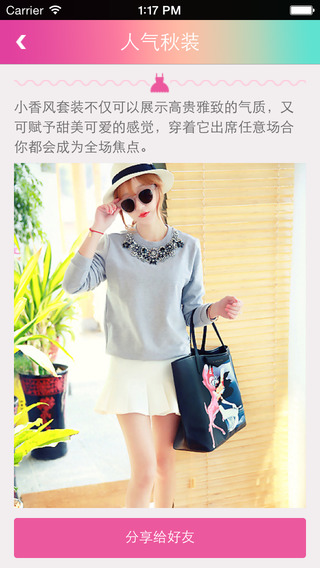 Carrier 1:17 PM
人气秋装
小香风套装不仅可以展示高贵雅致的气质，又
可赋予甜美可爱的感觉，穿着它出席任意场合
你都会成为全场焦点。
分享给好友